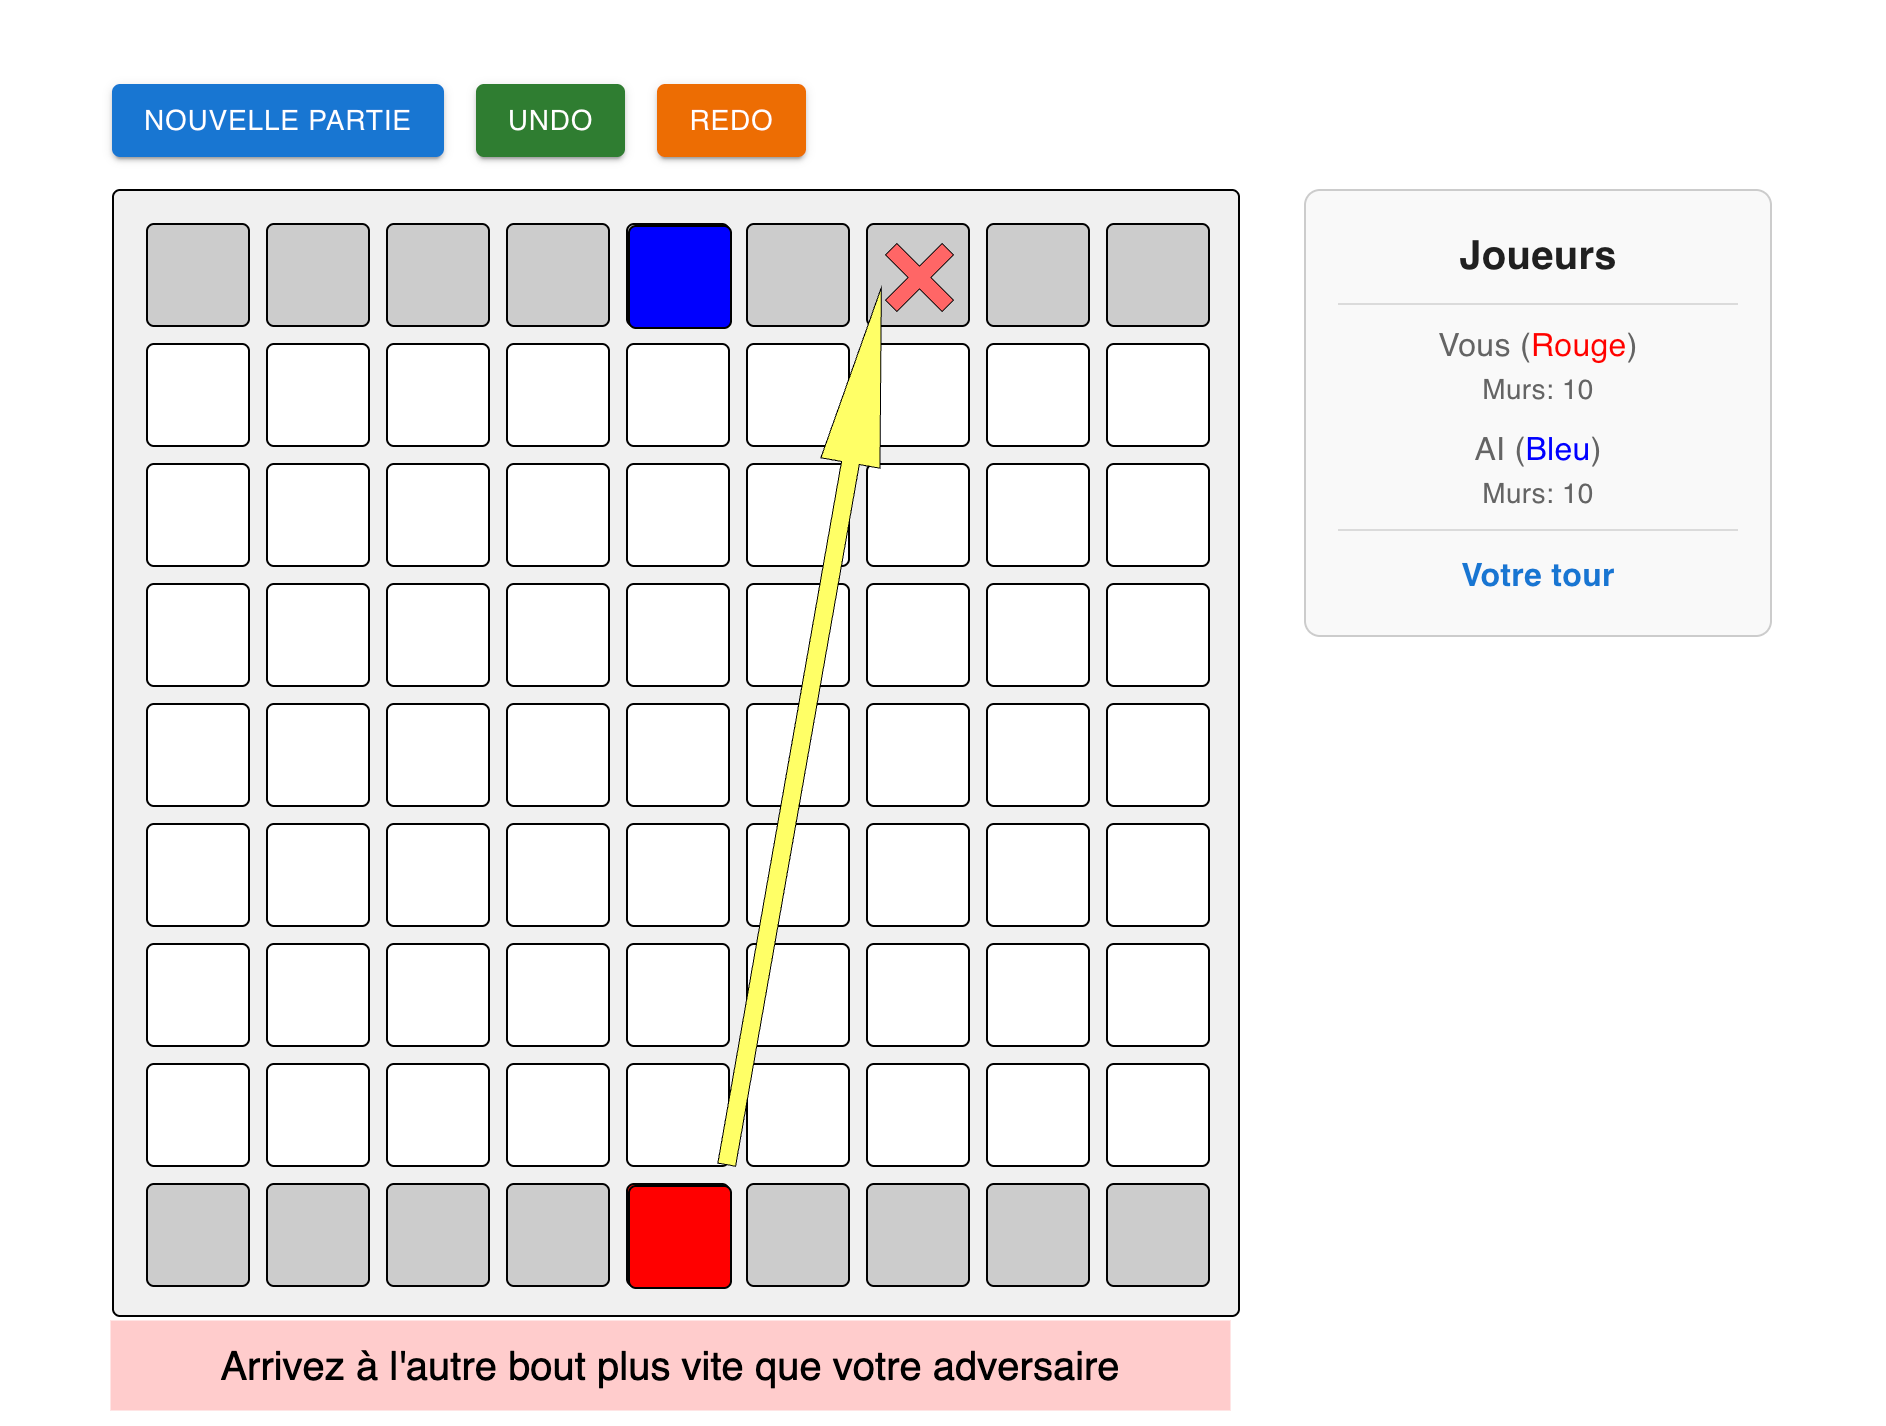 NOUVELLE PARTIE
UNDO
REDO
Joueurs
Vous (Rouge)
Murs: 10
AI (Bleu)
Murs: 10
Votre tour
Arrivez à l'autre bout plus vite que votre adversaire